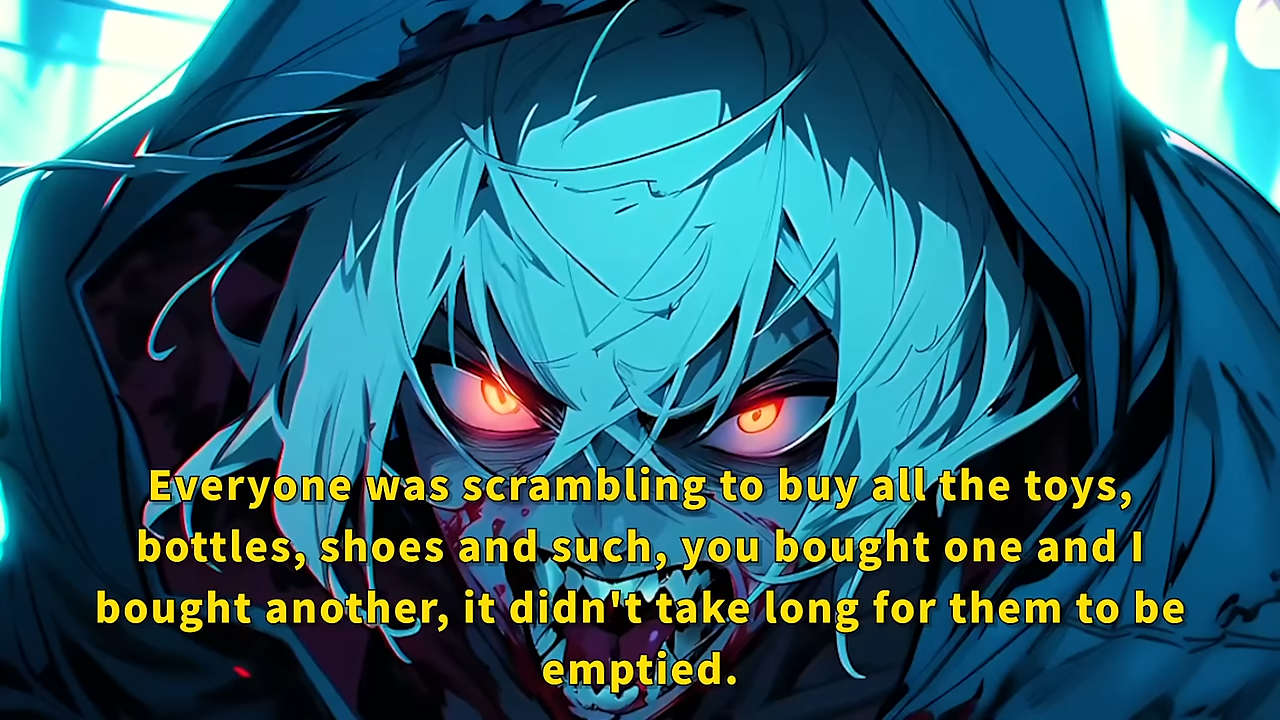 Everyone was scrambling to buy all the toys,
bottles, shoes and such, you bought one and I
bought another, it didn't take long for them to be
emptied.